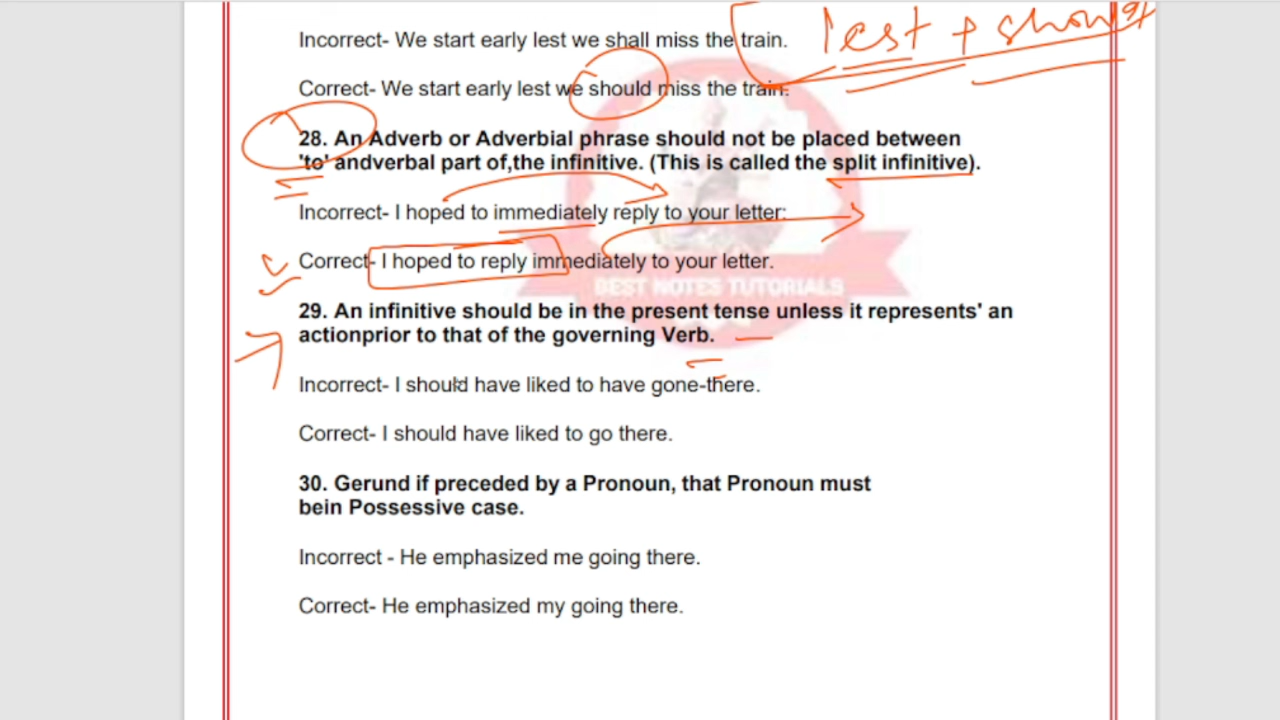 lest + should
Incorrect- We start early lest we shall miss the train.
Correct- We start early lest we should miss the train.
28. An Adverb or Adverbial phrase should not be placed between
'to' andverbal part of,the infinitive. (This is called the split infinitive).
Incorrect- I hoped to immediately reply to your letter:
Correct- I hoped to reply immediately to your letter.
BEST NOTES TUTORIALS
29. An infinitive should be in the present tense unless it represents' an
actionprior to that of the governing Verb.
Incorrect- I should have liked to have gone-there.
Correct- I should have liked to go there.
30. Gerund if preceded by a Pronoun, that Pronoun must
bein Possessive case.
Incorrect - He emphasized me going there.
Correct- He emphasized my going there.